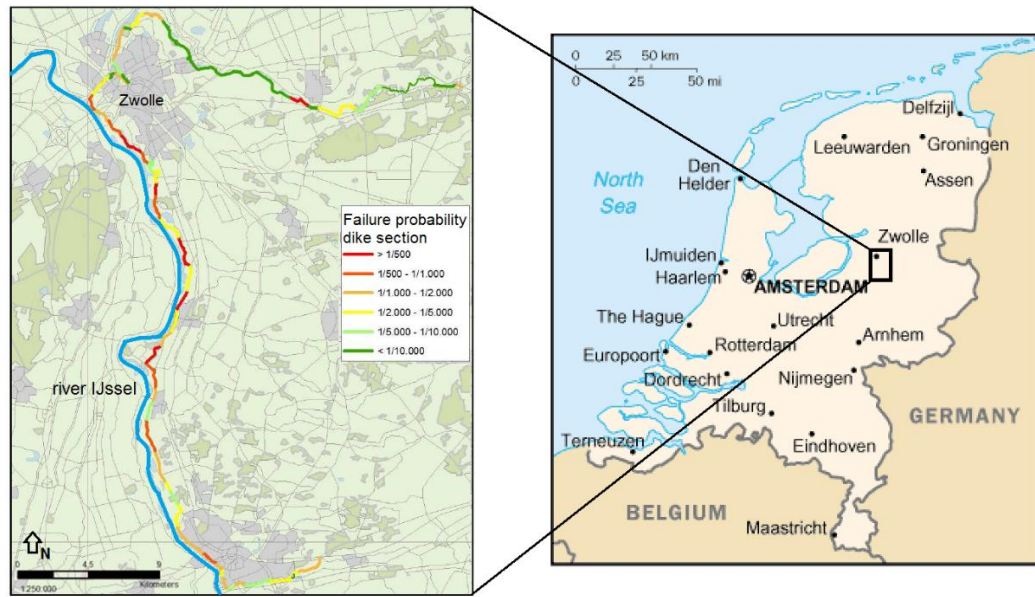 Zwolle
Failure probability
dike section
> 1/500
1/500 - 1/1.000
1/1.000 - 1/2.000
1/2.000 - 1/5.000
1/5.000 - 1/10.000
< 1/10.000
river IJssel
N
0 4,5 9
Kilometers
1:250.000
0 25 50 km
0 25 50 mi
North
Sea
Delfzijl
Leeuwarden
Groningen
Assen
Den
Helder
Zwolle
IJmuiden
Haarlem
AMSTERDAM
The Hague
Utrecht
Arnhem
Europoort
Rotterdam
Dordrecht
Nijmegen
Tilburg
GERMANY
Terneuzen
Eindhoven
BELGIUM
Maastricht